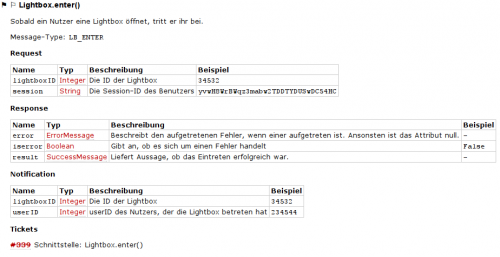 Lightbox.enter()
Sobald ein Nutzer eine Lightbox öffnet, tritt er ihr bei.
Message-Type: LB_ENTER
Request
Name Typ Beschreibung Beispiel
lightboxID Integer Die ID der Lightbox 34532
session String Die Session-ID des Benutzers
Response
Name Typ Beschreibung Beispiel
error ErrorMessage Beschreibt den aufgetretenen Fehler, wenn einer aufgetreten ist. Ansonsten ist das Attribut null. -
iserror Boolean Gibt an, ob es sich um einen Fehler handelt False
result SuccessMessage Liefert Aussage, ob das Eintreten erfolgreich war. -
Notification
Name Typ Beschreibung Beispiel
lightboxID Integer Die ID der Lightbox 34532
userID Integer userID des Nutzers, der die Lightbox betreten hat 234544
Tickets
#999 Schnittstelle: Lightbox.enter()